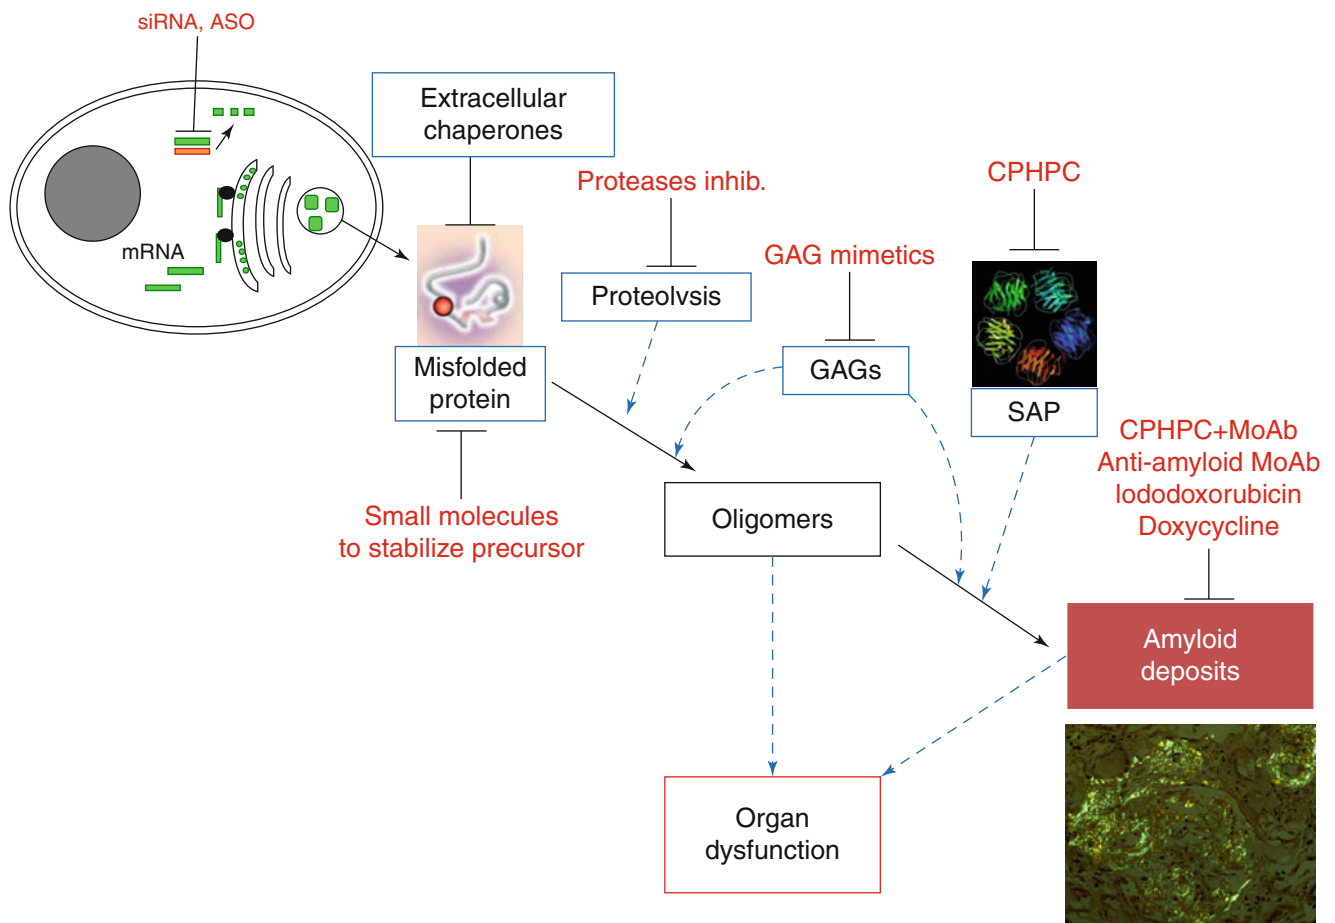 siRNA, ASO
mRNA
Extracellular
chaperones
Proteases inhib.
CPHPC
GAG mimetics
Proteolvsis
GAGs
Misfolded
protein
SAP
CPHPC+MoAb
Anti-amyloid MoAb
Iododoxorubicin
Doxycycline
Small molecules
to stabilize precursor
Oligomers
Amyloid
deposits
Organ
dysfunction